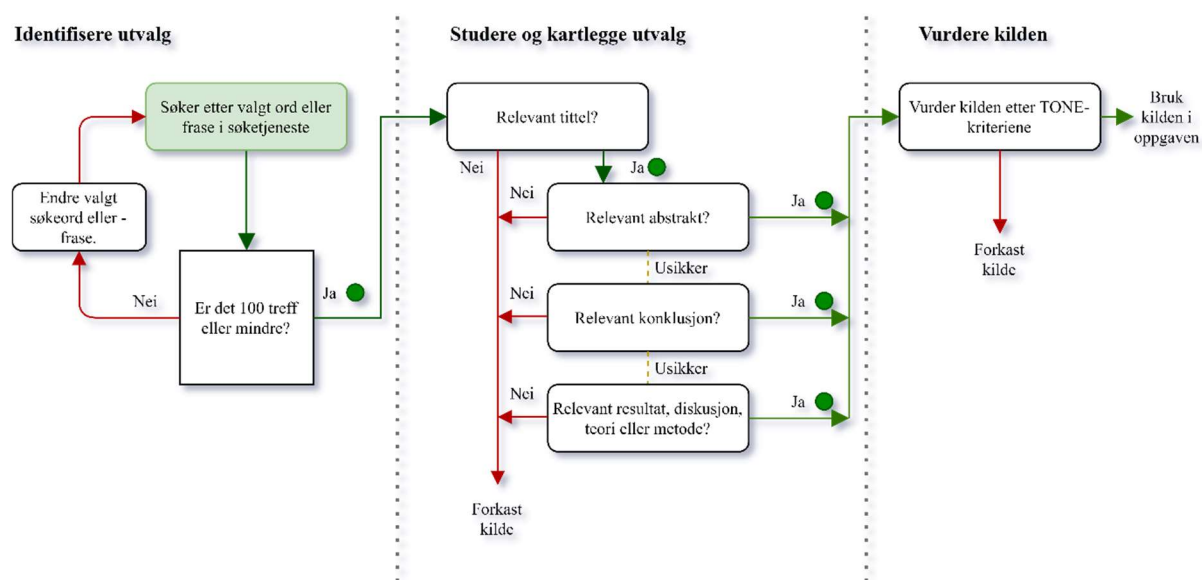 Identifisere utvalg
Søker etter valgt ord eller
frase i søketjeneste
Endre valgt
søkeord eller -
frase.
Nei
Er det 100 treff
eller mindre?
Ja
Studere og kartlegge utvalg
Relevant tittel?
Nei
Ja
Nei
Relevant abstrakt?
Ja
Usikker
Nei
Relevant konklusjon?
Ja
Usikker
Nei
Relevant resultat, diskusjon,
teori eller metode?
Ja
Forkast
kilde
Vurdere kilden
Vurder kilden etter TONE-
kriteriene
Bruk
kilden i
oppgaven
Forkast
kilde